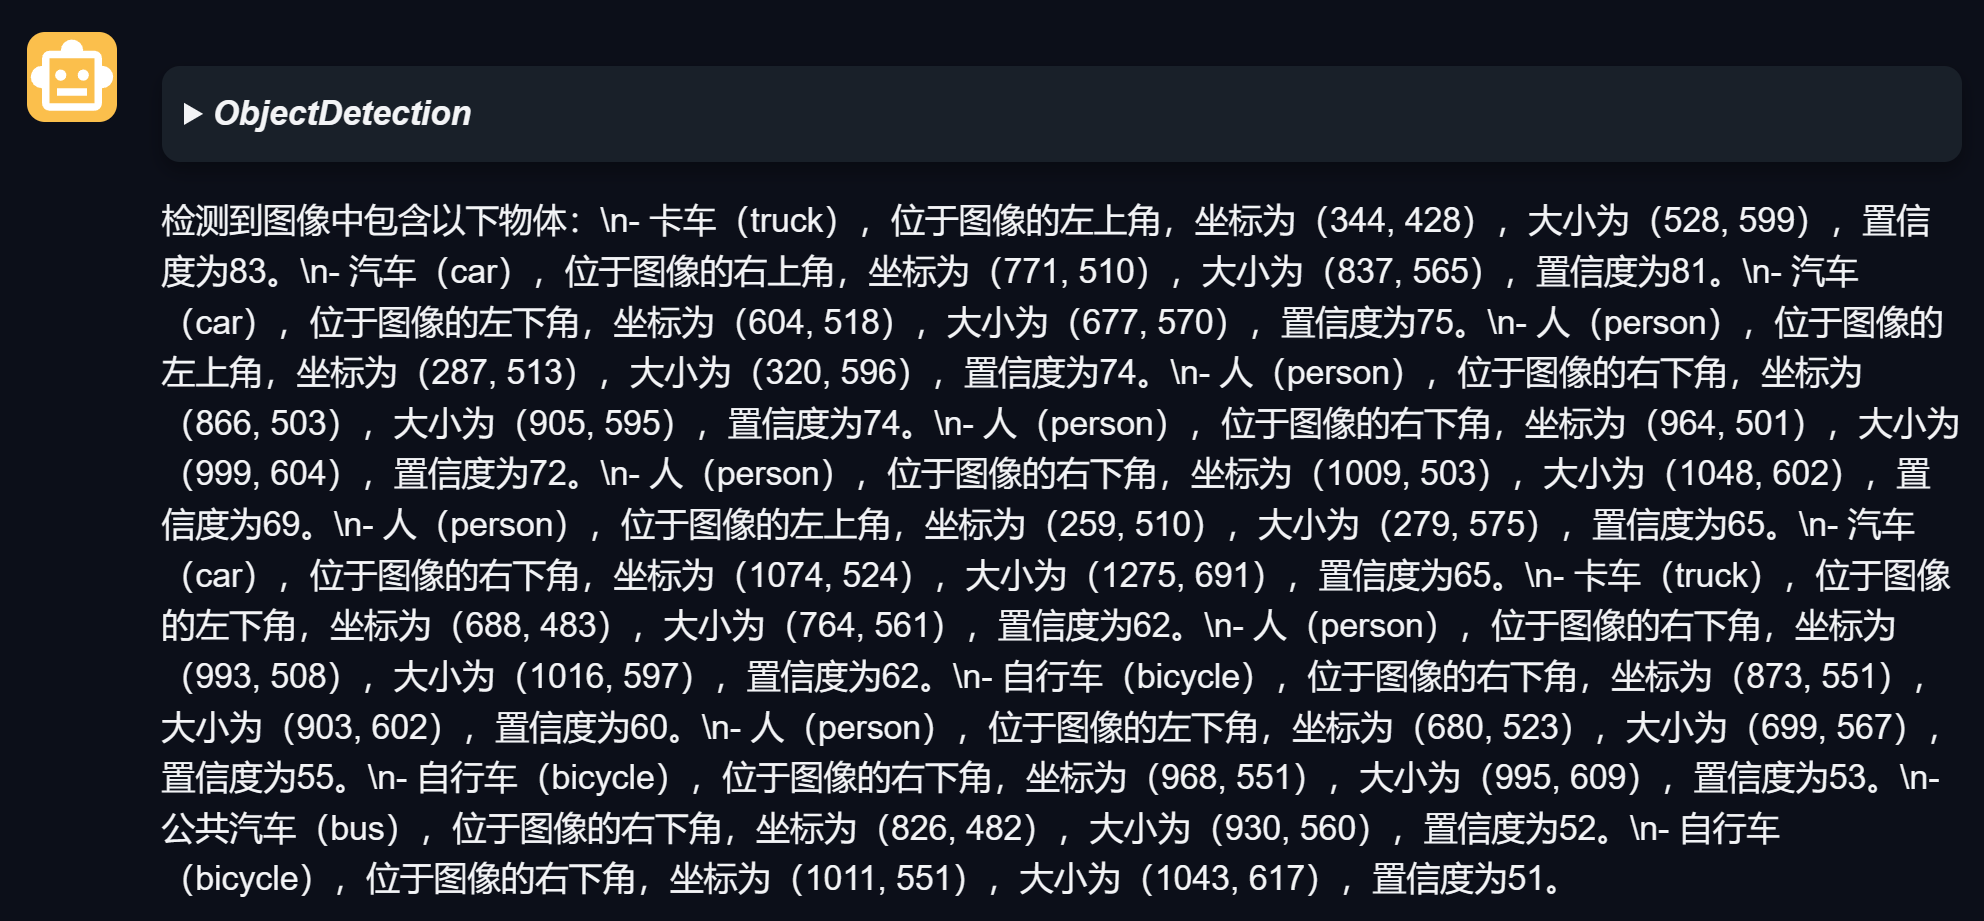 ObjectDetection
检测到图像中包含以下物体：\n- 卡车（truck），位于图像的左上角，坐标为（344, 428），大小为（528, 599），置信
度为83。\n- 汽车（car），位于图像的右上角，坐标为（771, 510），大小为（837, 565），置信度为81。\n- 汽车
（car），位于图像的左下角，坐标为（604, 518），大小为（677, 570），置信度为75。\n- 人（person），位于图像的
左上角，坐标为（287, 513），大小为（320, 596），置信度为74。\n- 人（person），位于图像的右下角，坐标为
（866, 503），大小为（905, 595），置信度为74。\n- 人（person），位于图像的右下角，坐标为（964, 501），大小为
（999, 604），置信度为72。\n- 人（person），位于图像的右下角，坐标为（1009, 503），大小为（1048, 602），置
信度为69。\n- 人（person），位于图像的左上角，坐标为（259, 510），大小为（279, 575），置信度为65。\n- 汽车
（car），位于图像的右下角，坐标为（1074, 524），大小为（1275, 691），置信度为65。\n- 卡车（truck），位于图像
的左下角，坐标为（688, 483），大小为（764, 561），置信度为62。\n- 人（person），位于图像的右下角，坐标为
（993, 508），大小为（1016, 597），置信度为62。\n- 自行车（bicycle），位于图像的右下角，坐标为（873, 551），
大小为（903, 602），置信度为60。\n- 人（person），位于图像的左下角，坐标为（680, 523），大小为（699, 567），
置信度为55。\n- 自行车（bicycle），位于图像的右下角，坐标为（968, 551），大小为（995, 609），置信度为53。\n-
公共汽车（bus），位于图像的右下角，坐标为（826, 482），大小为（930, 560），置信度为52。\n- 自行车
（bicycle），位于图像的右下角，坐标为（1011, 551），大小为（1043, 617），置信度为51。